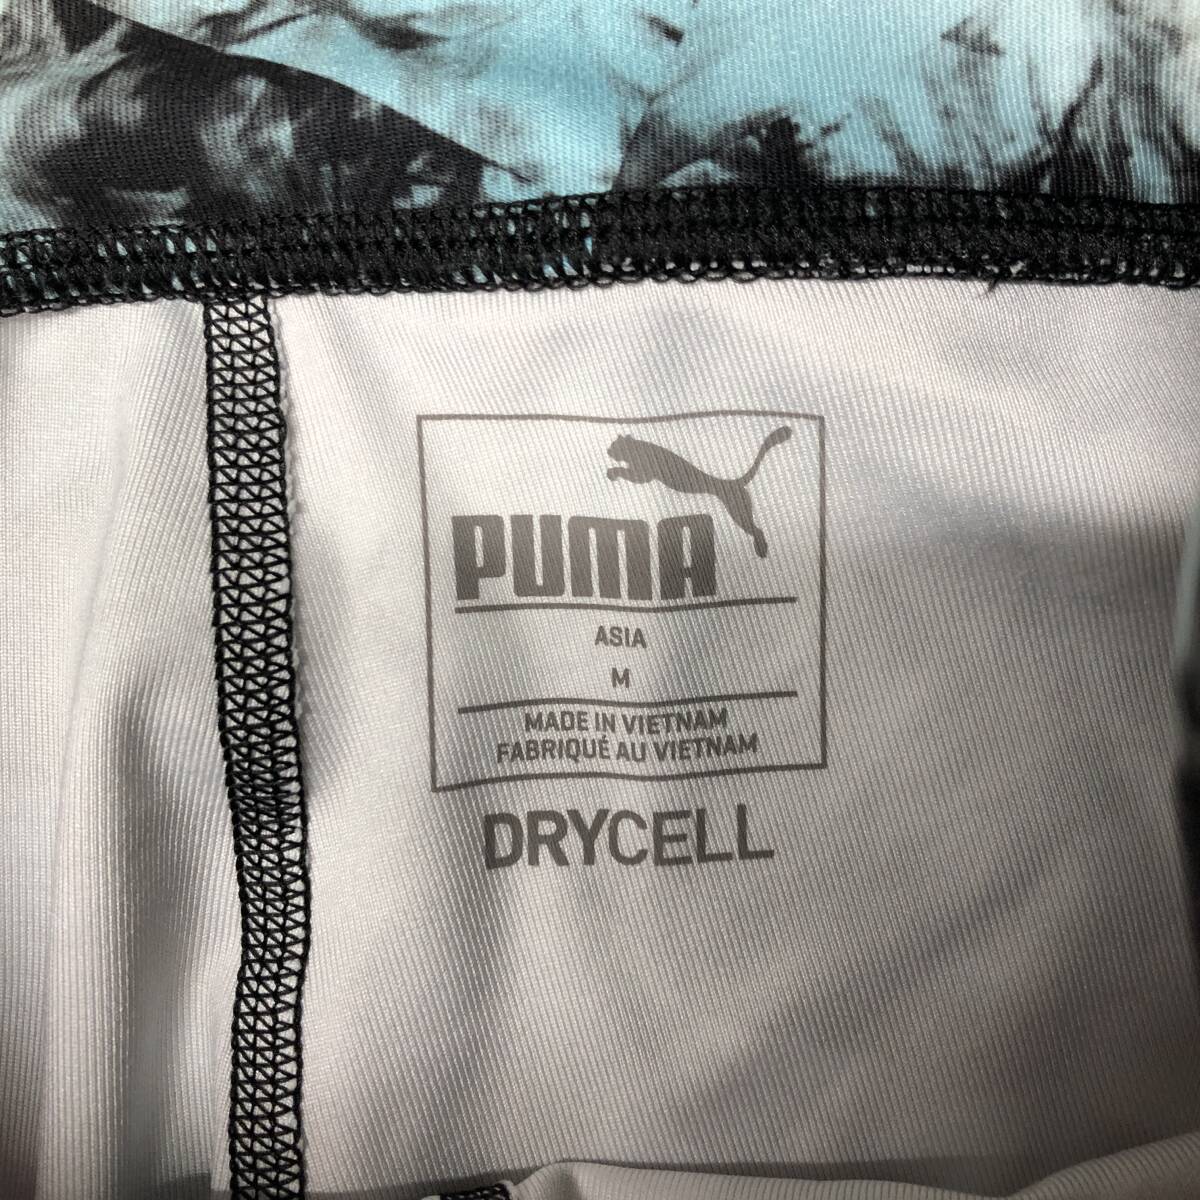 PUMA
ASIA
M
MADE IN VIETNAM
FABRIQUÉ AU VIETNAM
DRYCELL